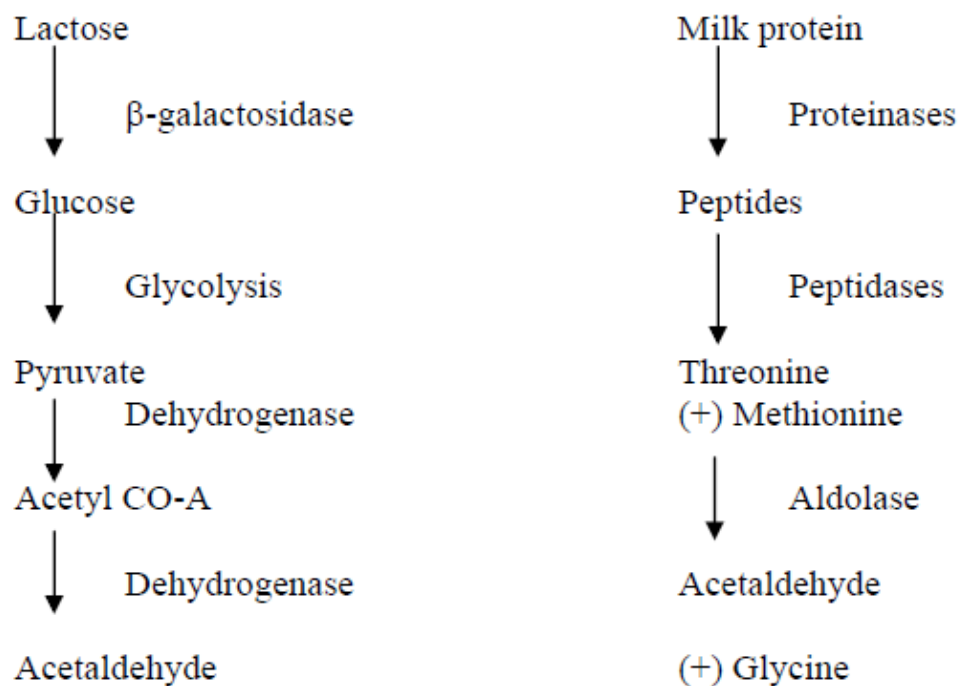 Lactose
β-galactosidase
Glucose
Glycolysis
Pyruvate
Dehydrogenase
Acetyl CO-A
Dehydrogenase
Acetaldehyde
Milk protein
Proteinases
Peptides
Peptidases
Threonine
(+) Methionine
Aldolase
Acetaldehyde
(+) Glycine